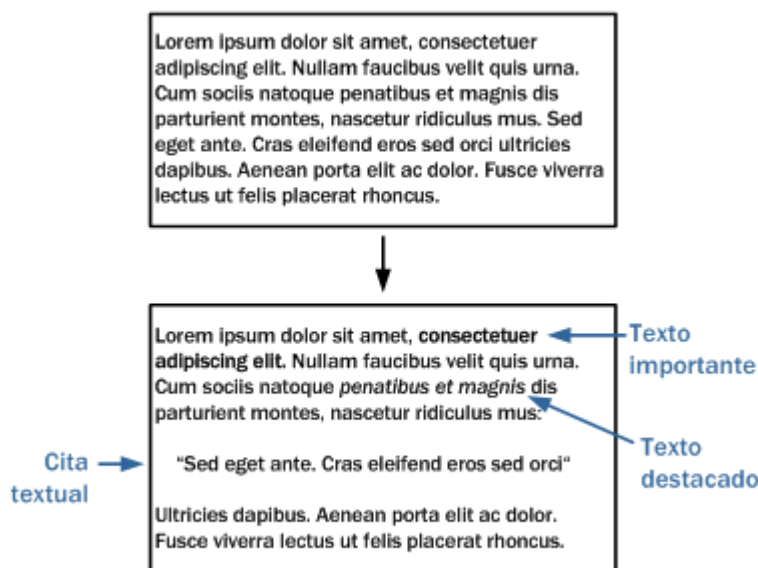 Lorem ipsum dolor sit amet, consectetuer
adipiscing elit. Nullam faucibus velit quis urna.
Cum sociis natoque penatibus et magnis dis
parturient montes, nascetur ridiculus mus. Sed
eget ante. Cras eleifend eros sed orci ultricies
dapibus. Aenean porta elit ac dolor. Fusce viverra
lectus ut felis placerat rhoncus.
Lorem ipsum dolor sit amet, consectetuer
adipiscing elit. Nullam faucibus velit quis urna.
Cum sociis natoque penatibus et magnis dis
parturient montes, nascetur ridiculus mus:
"Sed eget ante. Cras eleifend eros sed orci"
Ultricies dapibus. Aenean porta elit ac dolor.
Fusce viverra lectus ut felis placerat rhoncus.
Texto
importante
Texto
destacado
Cita
textual